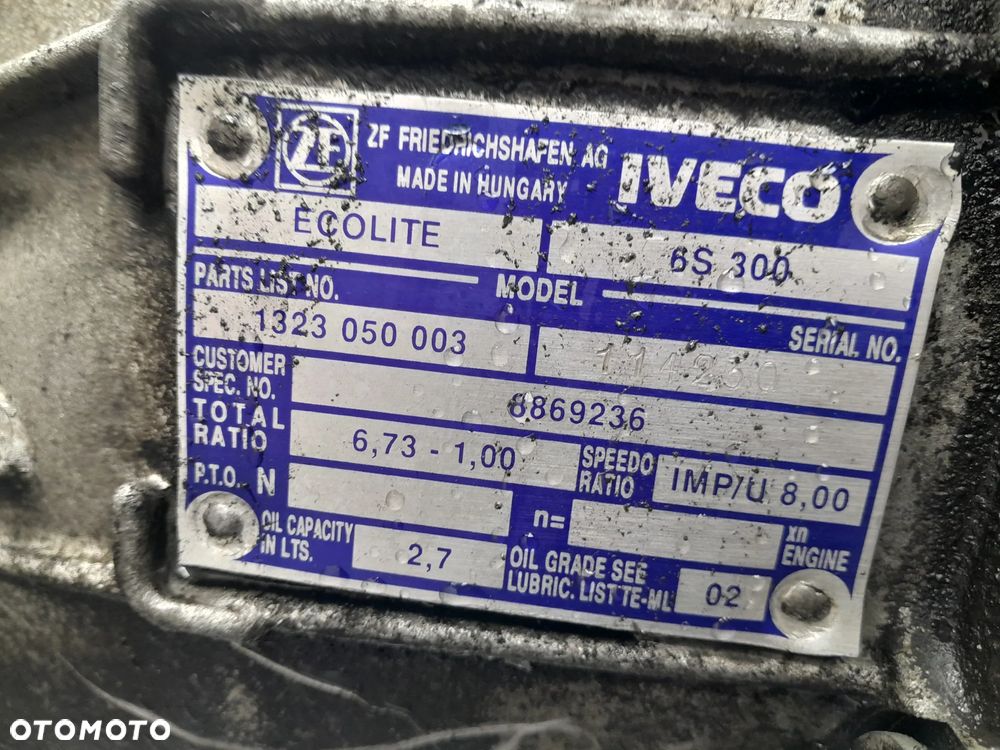 ZF
ZF FRIEDRICHSHAFEN AG
MADE IN HUNGARY
IVECO
ECOLITE
6S 300
PARTS LIST NO.
MODEL
1323 050 003
SERIAL NO.
114230
CUSTOMER
SPEC. NO.
8869236
TOTAL
RATIO
6,73 - 1,00
SPEEDO
RATIO
IMP/U 8,00
P.T.O. N
n=
xn
ENGINE
OIL CAPACITY
IN LTS.
2,7
OIL GRADE SEE
LUBRIC. LIST TE-ML
02
OTOMOTO